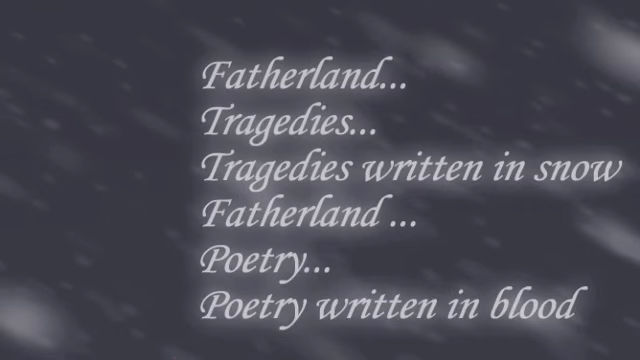 Fatherland...
Tragedies...
Tragedies written in snow
Fatherland ...
Poetry...
Poetry written in blood